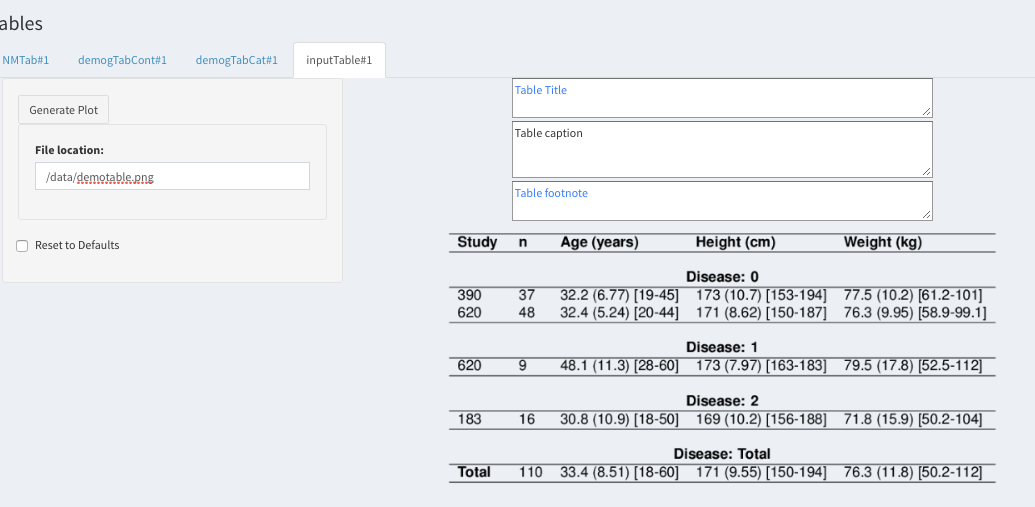 ables
NMTab#1 demogTabCont#1 demogTabCat#1 inputTable#1
Generate Plot
File location:
/data/demotable.png
Reset to Defaults
Table Title
Table caption
Table footnote
Study n Age (years) Height (cm) Weight (kg)
Disease: 0
390 37 32.2 (6.77) [19-45] 173 (10.7) [153-194] 77.5 (10.2) [61.2-101]
620 48 32.4 (5.24) [20-44] 171 (8.62) [150-187] 76.3 (9.95) [58.9-99.1]
Disease: 1
620 9 48.1 (11.3) [28-60] 173 (7.97) [163-183] 79.5 (17.8) [52.5-112]
Disease: 2
183 16 30.8 (10.9) [18-50] 169 (10.2) [156-188] 71.8 (15.9) [50.2-104]
Disease: Total
Total 110 33.4 (8.51) [18-60] 171 (9.55) [150-194] 76.3 (11.8) [50.2-112]